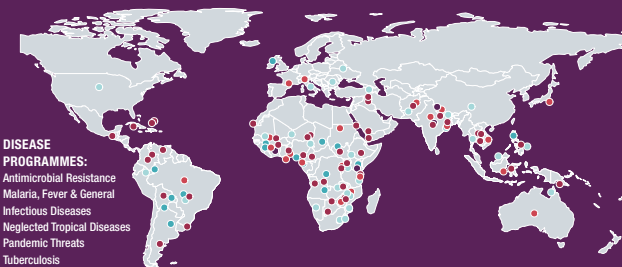 DISEASE
PROGRAMMES:
Antimicrobial Resistance
Malaria, Fever & General
Infectious Diseases
Neglected Tropical Diseases
Pandemic Threats
Tuberculosis